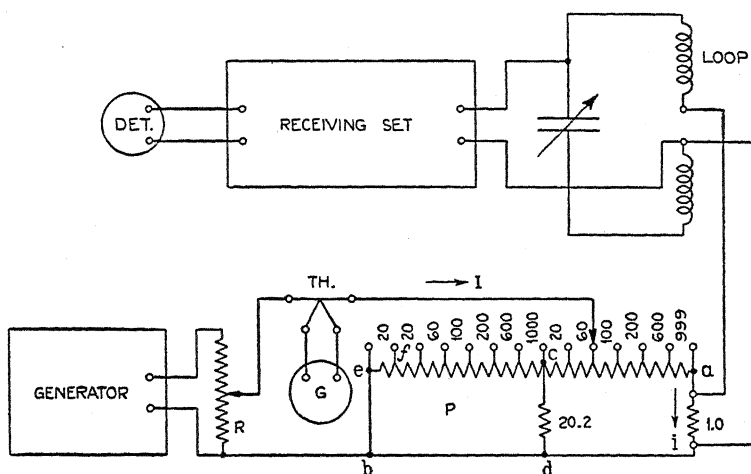 LOOP
DET.
RECEIVING SET
TH.
I
GENERATOR
R
G
20 20 60 100 200 600 1000 20 60 100 200 600 999
e
f
c
a
P
20.2
i
1.0
b
d